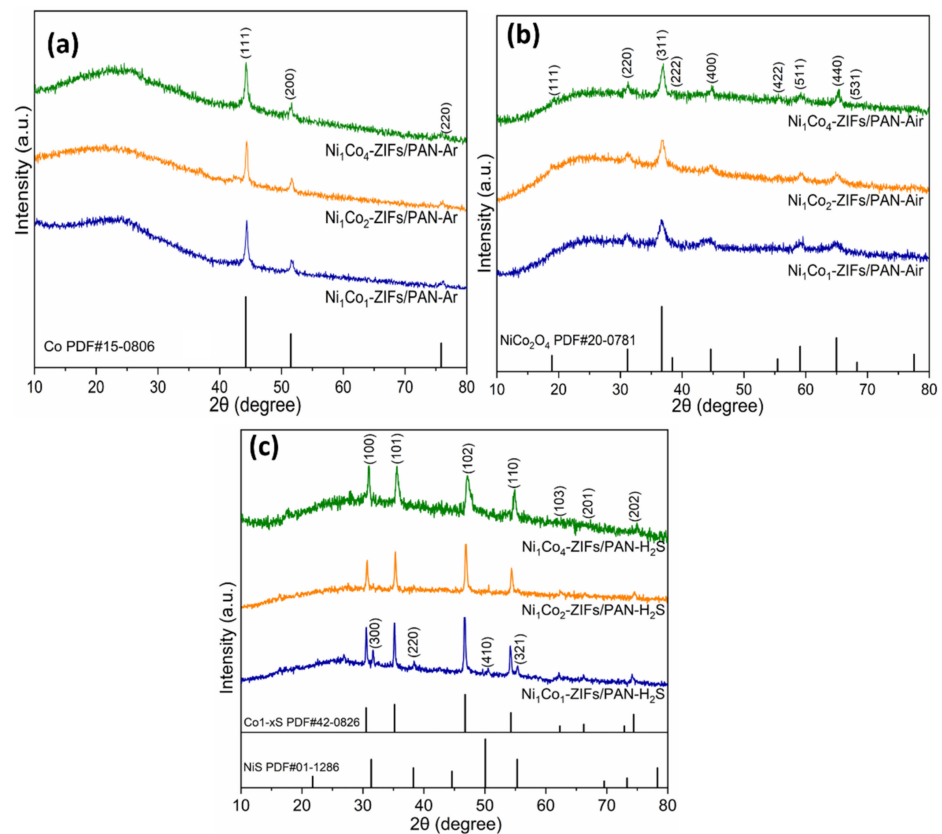 (a)
(111)
(200)
(220)
Ni₁Co₄-ZIFs/PAN-Ar
Ni₁Co₂-ZIFs/PAN-Ar
Ni₁Co₁-ZIFs/PAN-Ar
Co PDF#15-0806
Intensity (a.u.)
10 20 30 40 50 60 70 80
2θ (degree)
(b)
(111)
(220)
(311)
(222)
(400)
(422)
(511)
(440)
(531)
Ni₁Co₄-ZIFs/PAN-Air
Ni₁Co₂-ZIFs/PAN-Air
Ni₁Co₁-ZIFs/PAN-Air
NiCo₂O₄ PDF#20-0781
Intensity (a.u.)
10 20 30 40 50 60 70 80
2θ (degree)
(c)
(100)
(101)
(102)
(110)
(103)
(201)
(202)
Ni₁Co₄-ZIFs/PAN-H₂S
Ni₁Co₂-ZIFs/PAN-H₂S
(300)
(220)
(410)
(321)
Ni₁Co₁-ZIFs/PAN-H₂S
Co1-xS PDF#42-0826
NiS PDF#01-1286
Intensity (a.u.)
10 20 30 40 50 60 70 80
2θ (degree)